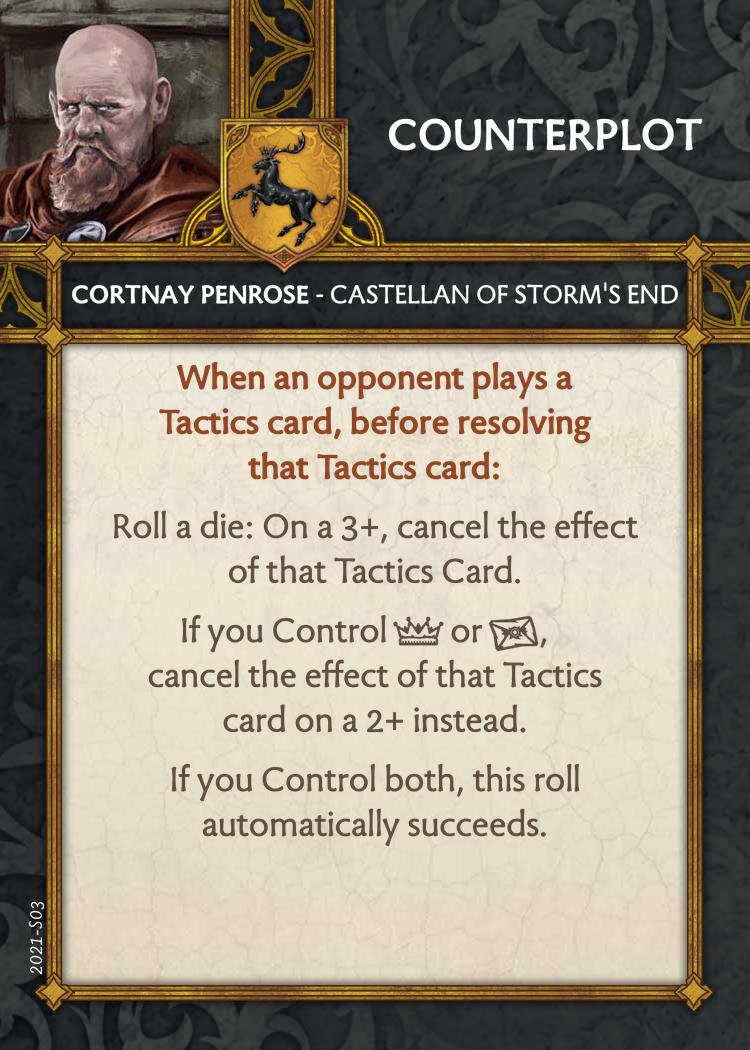 COUNTERPLOT
CORTNAY PENROSE - CASTELLAN OF STORM'S END
When an opponent plays a
Tactics card, before resolving
that Tactics card:
Roll a die: On a 3+, cancel the effect
of that Tactics Card.
If you Control or ,
cancel the effect of that Tactics
card on a 2+ instead.
If you Control both, this roll
automatically succeeds.
2021-S03